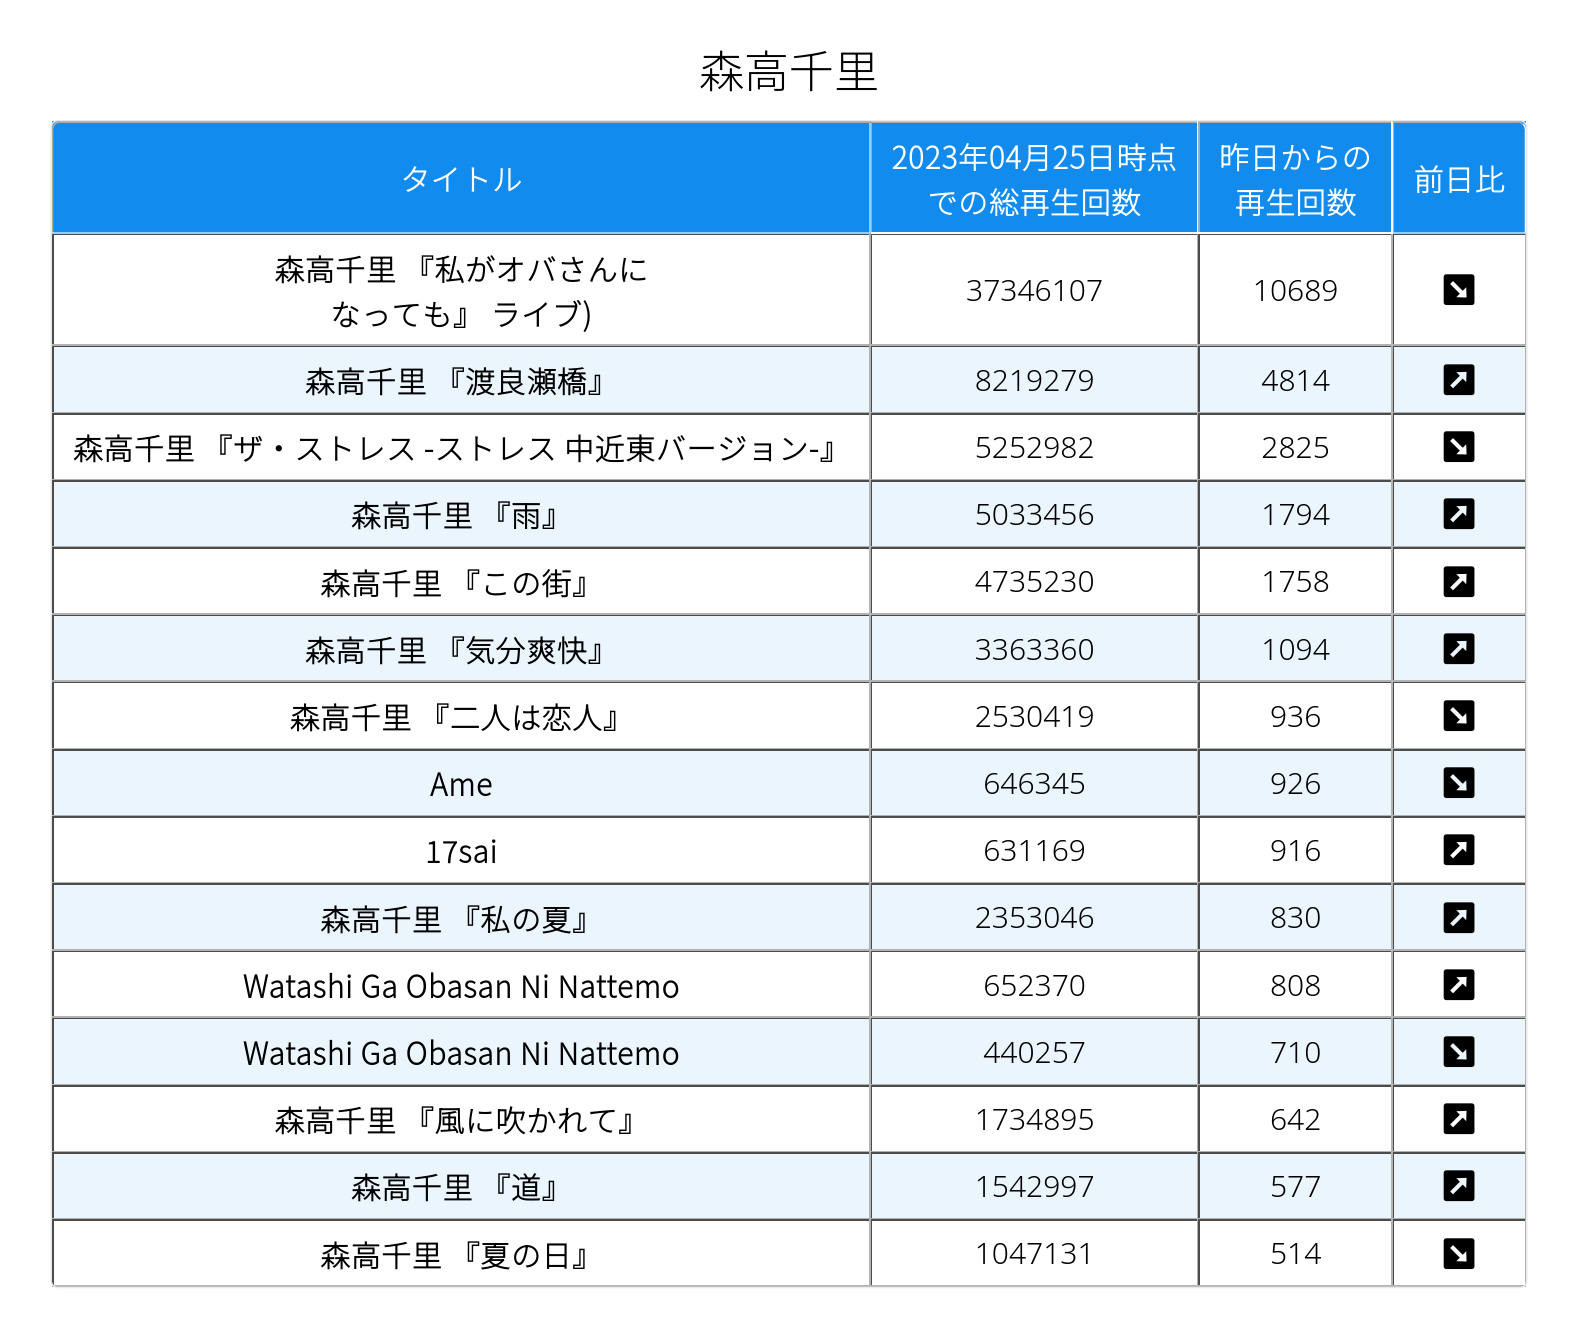 森高千里
タイトル
2023年04月25日時点
での総再生回数
昨日からの
再生回数
前日比
森高千里 『私がオバさんに
なっても』 ライブ)
37346107
10689
森高千里 『渡良瀬橋』
8219279
4814
森高千里 『ザ・ストレス -ストレス 中近東バージョン-』
5252982
2825
森高千里 『雨』
5033456
1794
森高千里 『この街』
4735230
1758
森高千里 『気分爽快』
3363360
1094
森高千里 『二人は恋人』
2530419
936
Ame
646345
926
17sai
631169
916
森高千里 『私の夏』
2353046
830
Watashi Ga Obasan Ni Nattemo
652370
808
Watashi Ga Obasan Ni Nattemo
440257
710
森高千里 『風に吹かれて』
1734895
642
森高千里 『道』
1542997
577
森高千里 『夏の日』
1047131
514